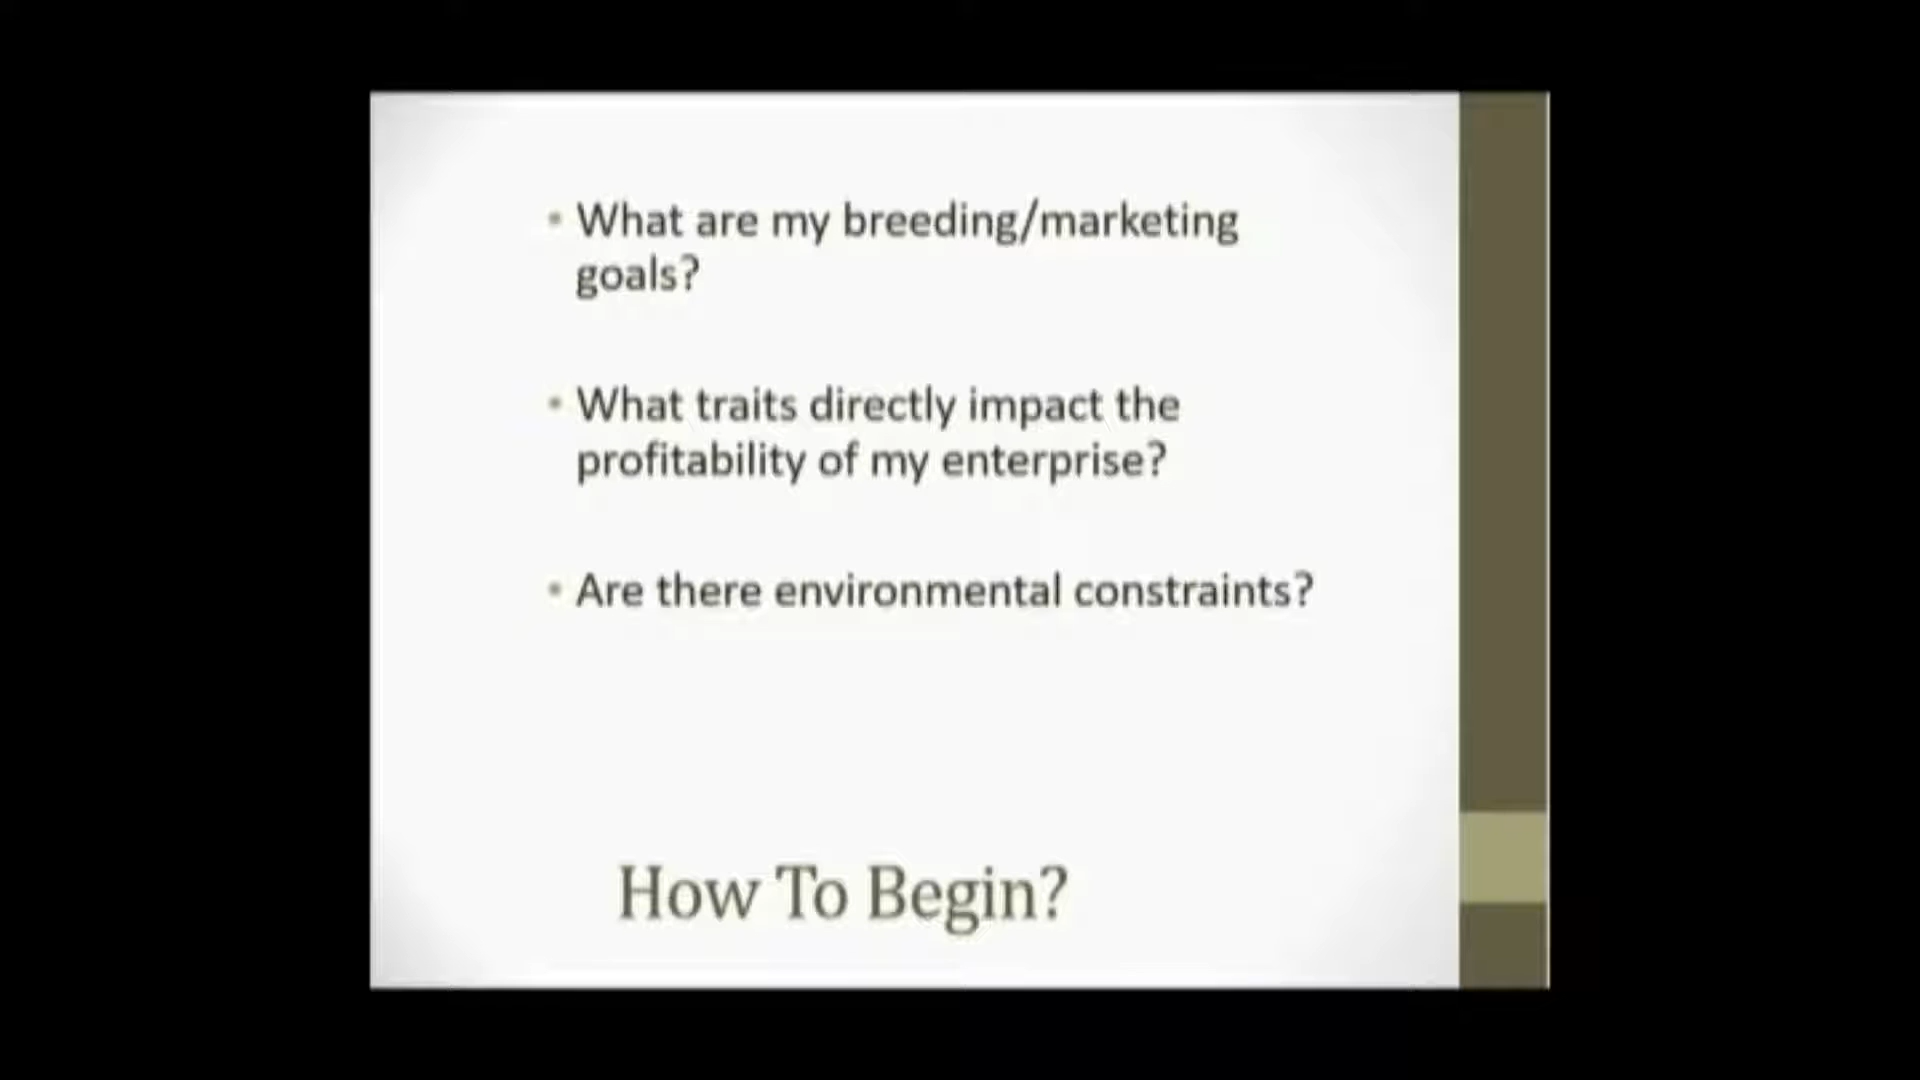 • What are my breeding/marketing
goals?
• What traits directly impact the
profitability of my enterprise?
• Are there environmental constraints?
How To Begin?